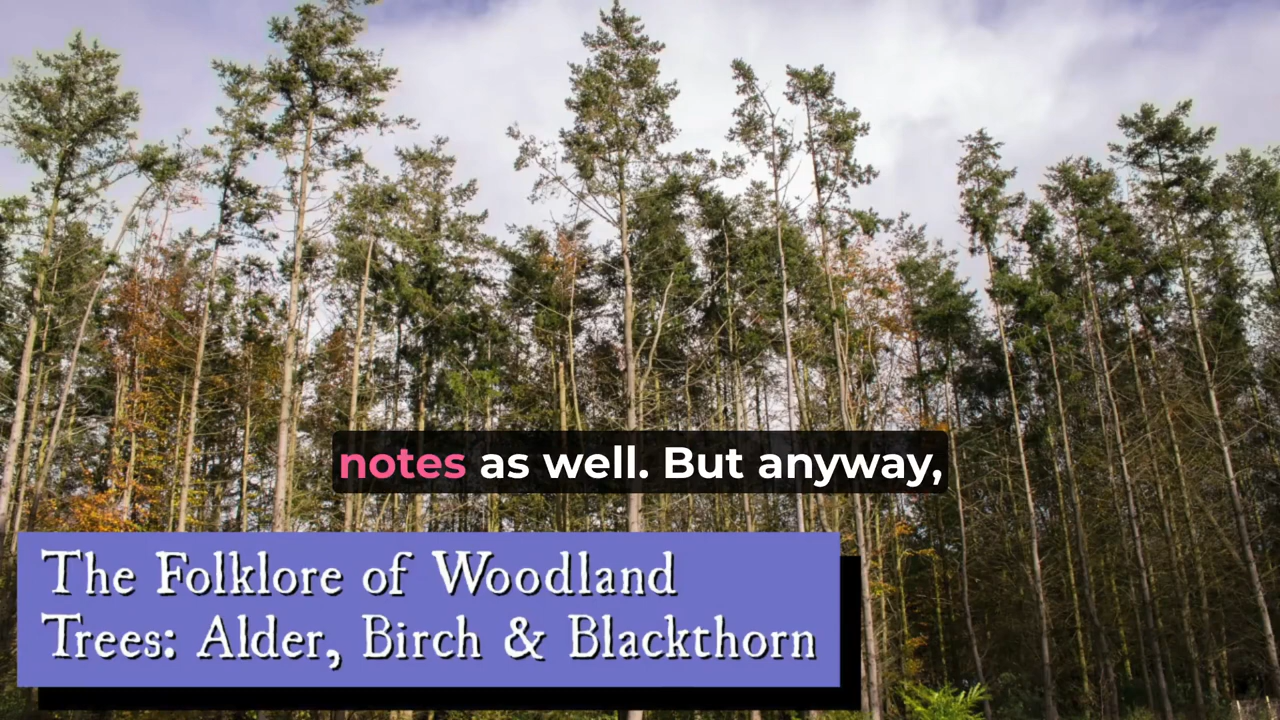 notes as well. But anyway,
The Folklore of Woodland
Trees: Alder, Birch & Blackthorn